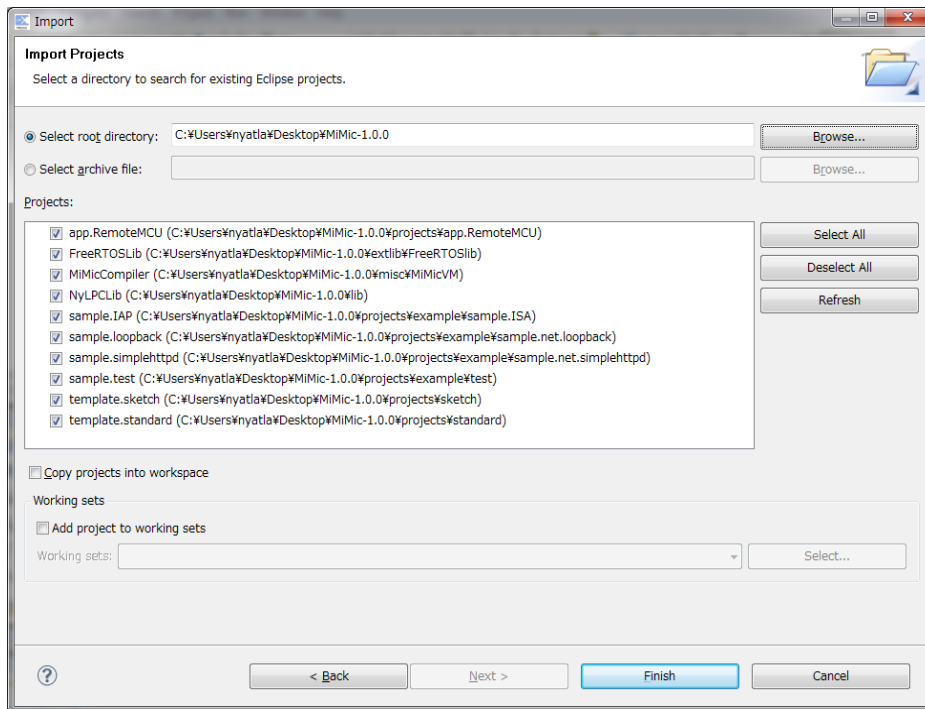 Import
Import Projects
Select a directory to search for existing Eclipse projects.
Select root directory: C:¥Users¥nyatla¥Desktop¥MiMic-1.0.0 Browse...
Select archive file: Browse...
Projects:
app.RemoteMCU (C:¥Users¥nyatla¥Desktop¥MiMic-1.0.0¥projects¥app.RemoteMCU)
FreeRTOSLib (C:¥Users¥nyatla¥Desktop¥MiMic-1.0.0¥extlib¥FreeRTOSlib)
MiMicCompiler (C:¥Users¥nyatla¥Desktop¥MiMic-1.0.0¥misc¥MiMicVM)
NyLPCLib (C:¥Users¥nyatla¥Desktop¥MiMic-1.0.0¥lib)
sample.IAP (C:¥Users¥nyatla¥Desktop¥MiMic-1.0.0¥projects¥example¥sample.ISA)
sample.loopback (C:¥Users¥nyatla¥Desktop¥MiMic-1.0.0¥projects¥example¥sample.net.loopback)
sample.simplehttpd (C:¥Users¥nyatla¥Desktop¥MiMic-1.0.0¥projects¥example¥sample.net.simplehttpd)
sample.test (C:¥Users¥nyatla¥Desktop¥MiMic-1.0.0¥projects¥example¥test)
template.sketch (C:¥Users¥nyatla¥Desktop¥MiMic-1.0.0¥projects¥sketch)
template.standard (C:¥Users¥nyatla¥Desktop¥MiMic-1.0.0¥projects¥standard)
Select All
Deselect All
Refresh
Copy projects into workspace
Working sets
Add project to working sets
Working sets: Select...
< Back Next > Finish Cancel